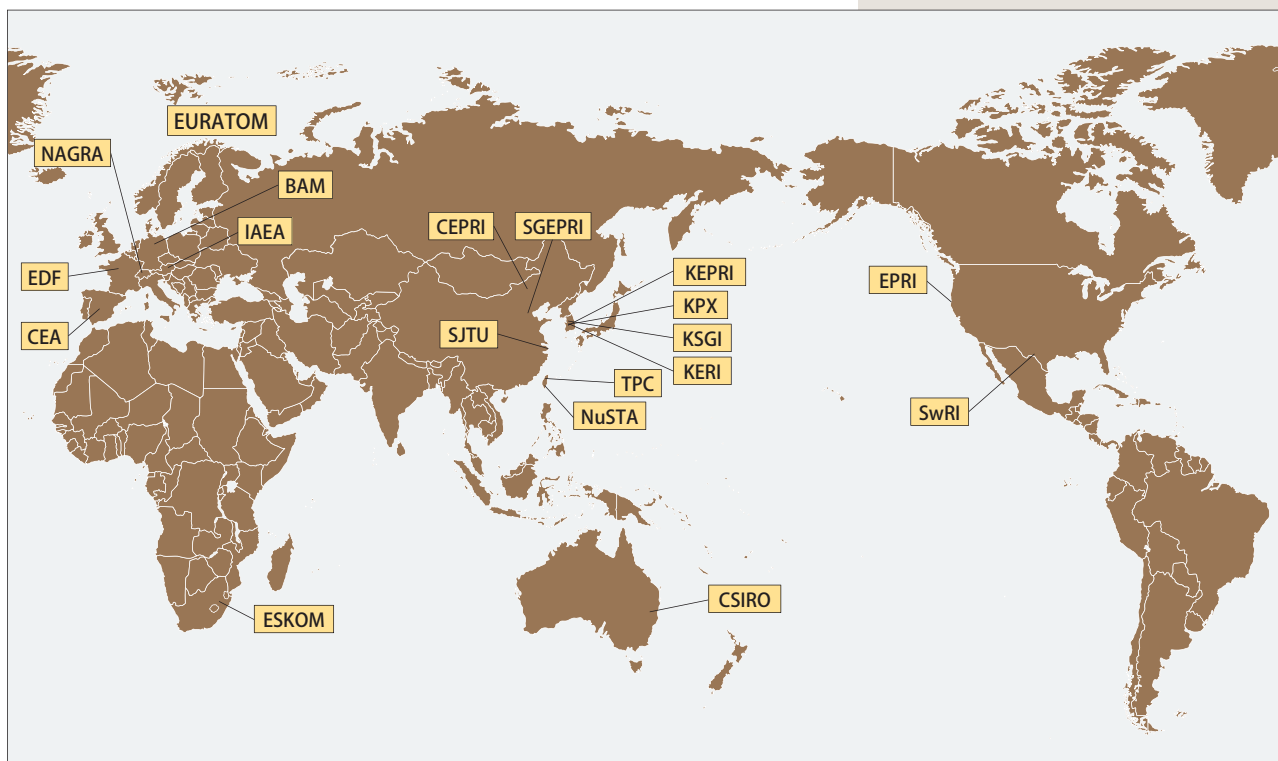 EURATOM
NAGRA
BAM
IAEA
CEPRI
SGEPRI
EDF
KEPRI
EPRI
KPX
CEA
SJTU
KSGI
KERI
TPC
NuSTA
SwRI
CSIRO
ESKOM